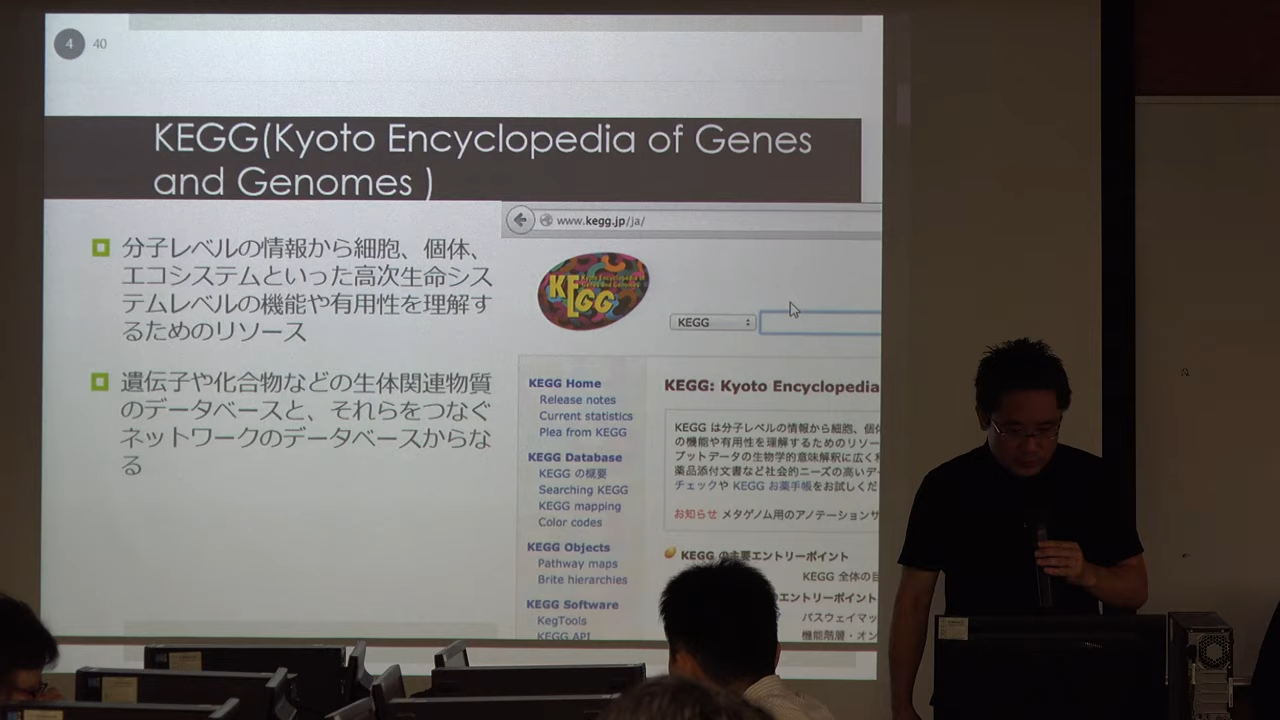 4 40
KEGG(Kyoto Encyclopedia of Genes
and Genomes )
分子レベルの情報から細胞、個体、
エコシステムといった高次生命シス
テムレベルの機能や有用性を理解す
るためのリソース
遺伝子や化合物などの生体関連物質
のデータベースと、それらをつなぐ
ネットワークのデータベースからな
る
www.kegg.jp/ja/
KEGG
Kyoto Encyclopedia of
Genes and Genomes
KEGG
KEGG Home
Release notes
Current statistics
Plea from KEGG
KEGG Database
KEGG の概要
Searching KEGG
KEGG mapping
Color codes
KEGG Objects
Pathway maps
Brite hierarchies
KEGG Software
KegTools
KEGG API
KEGG: Kyoto Encyclopedia
KEGG は分子レベルの情報から細胞、個体
の機能や有用性を理解するためのリソー
プットデータの生物学的意味解釈に広く利
薬品添付文書など社会的ニーズの高いデー
チェックや KEGG お薬手帳をお試しくだ
お知らせ メタゲノム用のアノテーションサ
KEGG の主要エントリーポイント
KEGG 全体の目
エントリーポイント
パスウェイマッ
機能階層・オン